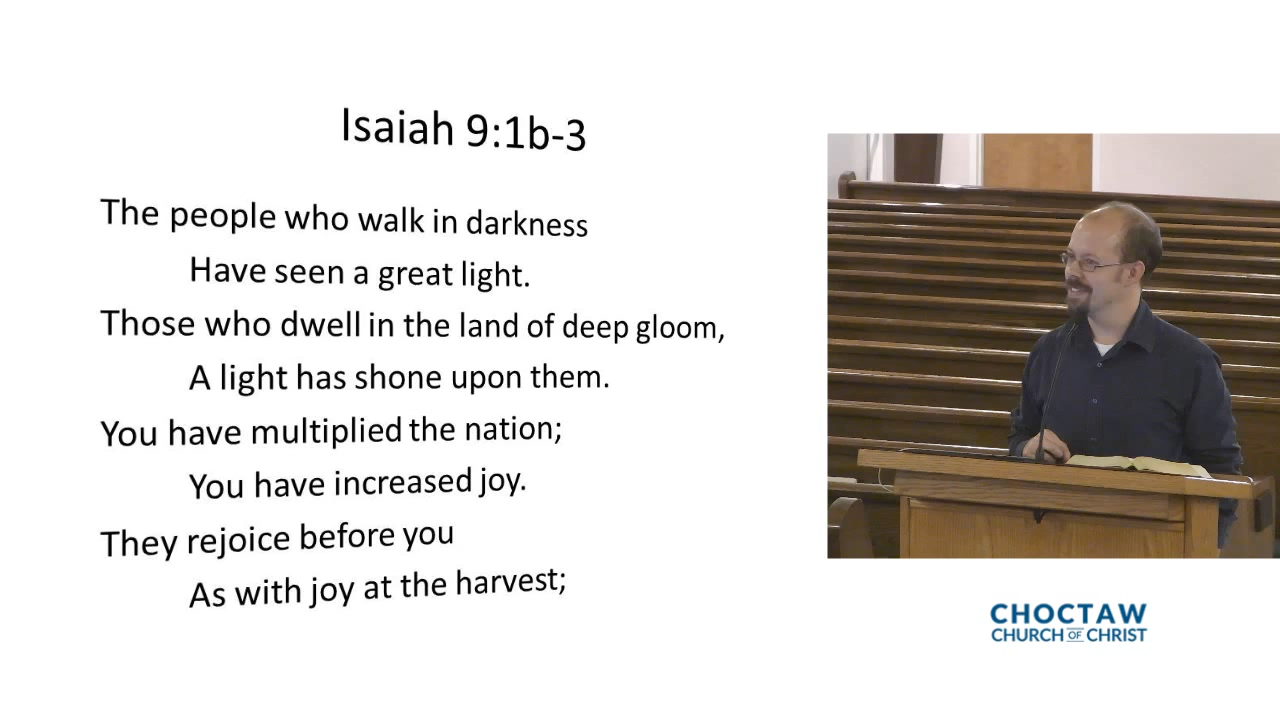 Isaiah 9:1b-3
The people who walk in darkness
Have seen a great light.
Those who dwell in the land of deep gloom,
A light has shone upon them.
You have multiplied the nation;
You have increased joy.
They rejoice before you
As with joy at the harvest;
CHOCTAW
CHURCH OF CHRIST